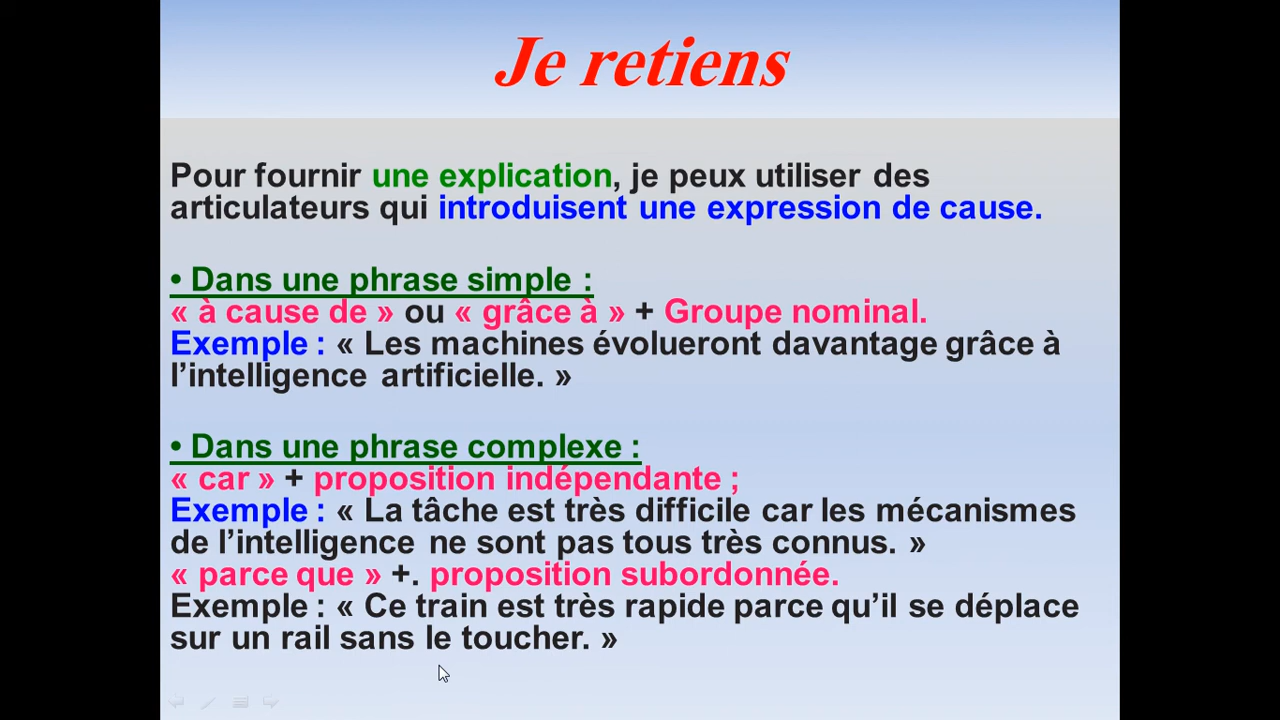 Je retiens
Pour fournir une explication, je peux utiliser des
articulateurs qui introduisent une expression de cause.
• Dans une phrase simple :
« à cause de » ou « grâce à » + Groupe nominal.
Exemple : « Les machines évolueront davantage grâce à
l’intelligence artificielle. »
• Dans une phrase complexe :
« car » + proposition indépendante ;
Exemple : « La tâche est très difficile car les mécanismes
de l’intelligence ne sont pas tous très connus. »
« parce que » +. proposition subordonnée.
Exemple : « Ce train est très rapide parce qu’il se déplace
sur un rail sans le toucher. »